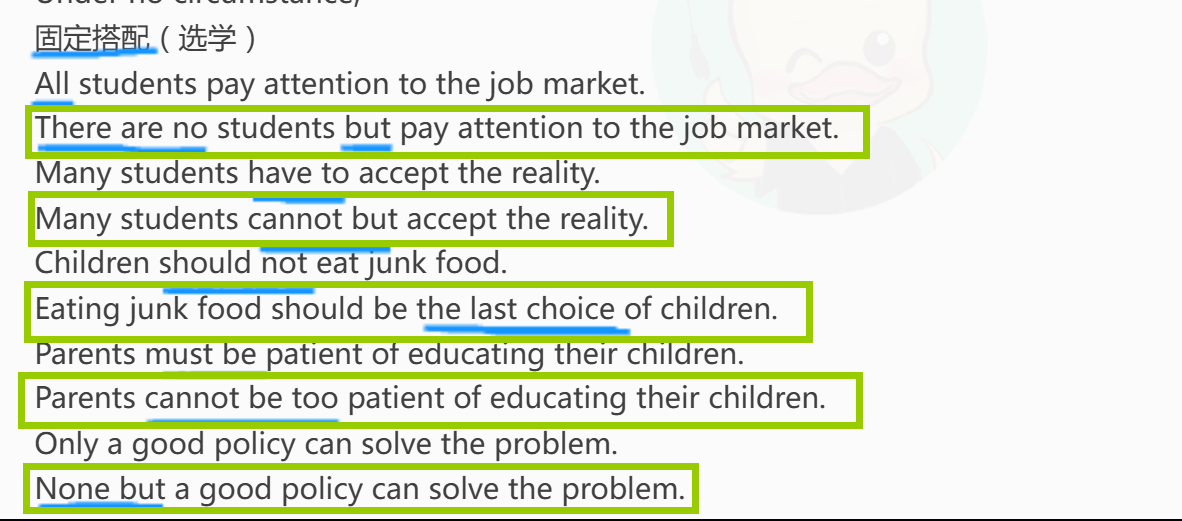 Under no circumstance,
固定搭配（选学）
All students pay attention to the job market.
There are no students but pay attention to the job market.
Many students have to accept the reality.
Many students cannot but accept the reality.
Children should not eat junk food.
Eating junk food should be the last choice of children.
Parents must be patient of educating their children.
Parents cannot be too patient of educating their children.
Only a good policy can solve the problem.
None but a good policy can solve the problem.